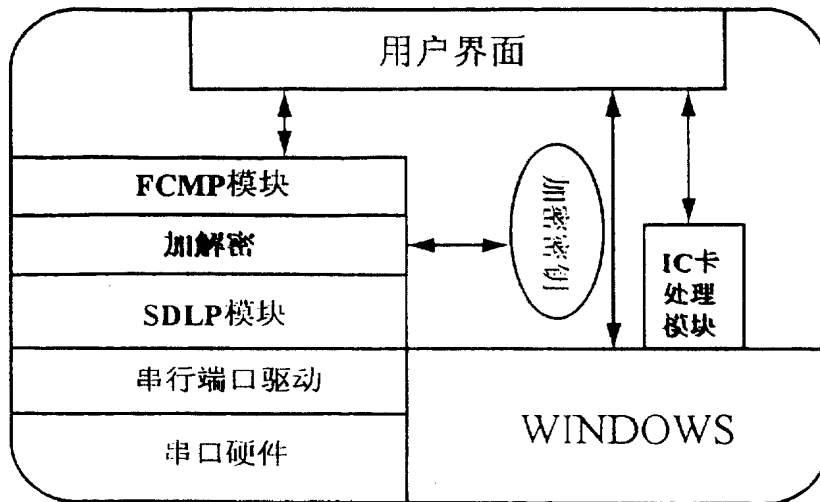 用户界面
FCMP模块
加解密
SDLP模块
串行端口驱动
串口硬件
加密密钥
IC卡
处理
模块
WINDOWS